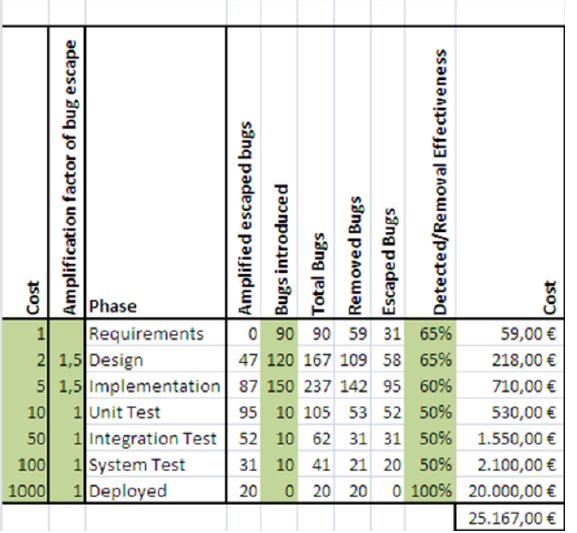 Cost Amplification factor of bug escape Phase Amplified escaped bugs Bugs introduced Total Bugs Removed Bugs Escaped Bugs Detected/Removal Effectiveness Cost
1 Requirements 0 90 90 59 31 65% 59,00 €
2 1,5 Design 47 120 167 109 58 65% 218,00 €
5 1,5 Implementation 87 150 237 142 95 60% 710,00 €
10 1 Unit Test 95 10 105 53 52 50% 530,00 €
50 1 Integration Test 52 10 62 31 31 50% 1.550,00 €
100 1 System Test 31 10 41 21 20 50% 2.100,00 €
1000 1 Deployed 20 0 20 20 0 100% 20.000,00 €
25.167,00 €